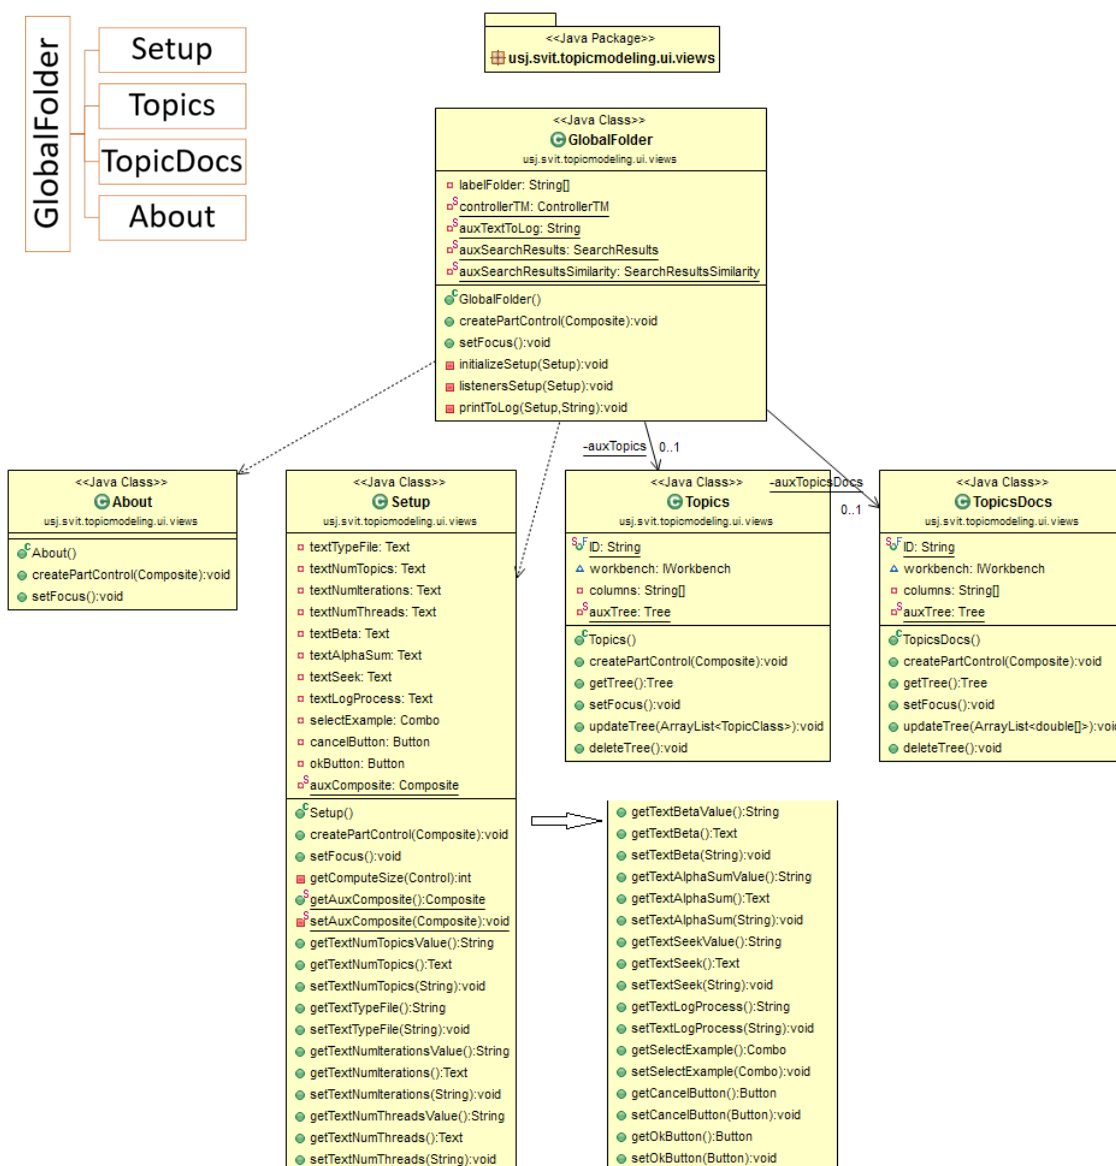 GlobalFolder
Setup
Topics
TopicDocs
About
<<Java Package>>
usj.svit.topicmodeling.ui.views
<<Java Class>>
GlobalFolder
usj.svit.topicmodeling.ui.views
labelFolder: String[]
controllerTM: ControllerTM
auxTextToLog: String
auxSearchResults: SearchResults
auxSearchResultsSimilarity: SearchResultsSimilarity
GlobalFolder()
createPartControl(Composite):void
setFocus():void
initializeSetup(Setup):void
listenersSetup(Setup):void
printToLog(Setup,String):void
-auxTopics
0..1
-auxTopicsDocs
0..1
<<Java Class>>
About
usj.svit.topicmodeling.ui.views
About()
createPartControl(Composite):void
setFocus():void
<<Java Class>>
Setup
usj.svit.topicmodeling.ui.views
textTypeFile: Text
textNumTopics: Text
textNumIterations: Text
textNumThreads: Text
textBeta: Text
textAlphaSum: Text
textSeek: Text
textLogProcess: Text
selectExample: Combo
cancelButton: Button
okButton: Button
auxComposite: Composite
Setup()
createPartControl(Composite):void
setFocus():void
getComputeSize(Control):int
getAuxComposite():Composite
setAuxComposite(Composite):void
getTextNumTopicsValue():String
getTextNumTopics():Text
setTextNumTopics(String):void
getTextTypeFile():String
setTextTypeFile(String):void
getTextNumIterationsValue():String
getTextNumIterations():Text
setTextNumIterations(String):void
getTextNumThreadsValue():String
getTextNumThreads():Text
setTextNumThreads(String):void
getTextBetaValue():String
getTextBeta():Text
setTextBeta(String):void
getTextAlphaSumValue():String
getTextAlphaSum():Text
setTextAlphaSum(String):void
getTextSeekValue():String
getTextSeek():Text
setTextSeek(String):void
getTextLogProcess():String
setTextLogProcess(String):void
getSelectExample():Combo
setSelectExample(Combo):void
getCancelButton():Button
setCancelButton(Button):void
getOkButton():Button
setOkButton(Button):void
<<Java Class>>
Topics
usj.svit.topicmodeling.ui.views
ID: String
workbench: IWorkbench
columns: String[]
auxTree: Tree
Topics()
createPartControl(Composite):void
getTree():Tree
setFocus():void
updateTree(ArrayList<TopicClass>):void
deleteTree():void
<<Java Class>>
TopicsDocs
usj.svit.topicmodeling.ui.views
ID: String
workbench: IWorkbench
columns: String[]
auxTree: Tree
TopicsDocs()
createPartControl(Composite):void
getTree():Tree
setFocus():void
updateTree(ArrayList<double[]>):void
deleteTree():void